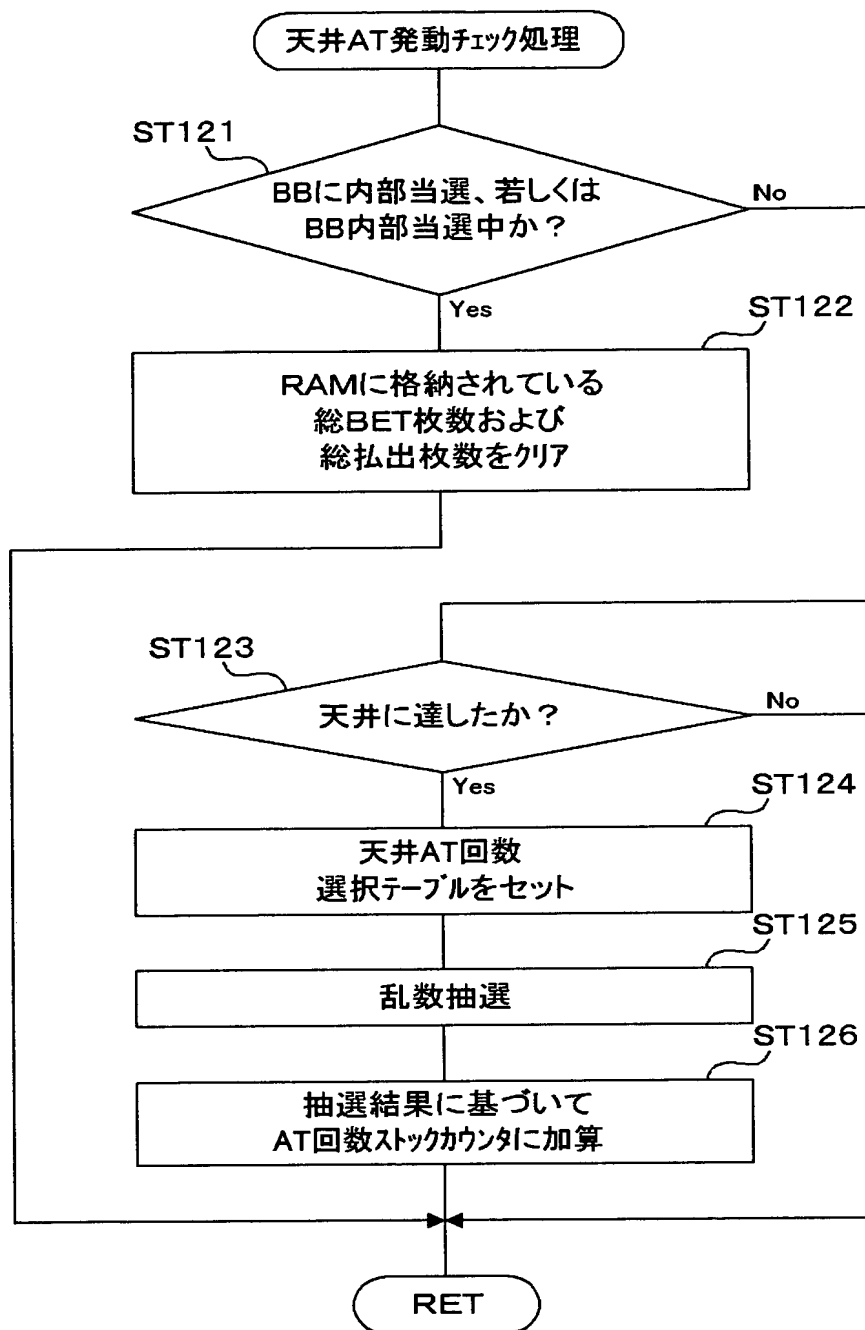 天井AT発動チェック処理
ST121
BBに内部当選、若しくは
BB内部当選中か？
No
Yes
ST122
RAMに格納されている
総BET枚数および
総払出枚数をクリア
ST123
天井に達したか？
No
Yes
ST124
天井AT回数
選択テーブルをセット
ST125
乱数抽選
ST126
抽選結果に基づいて
AT回数ストックカウンタに加算
RET